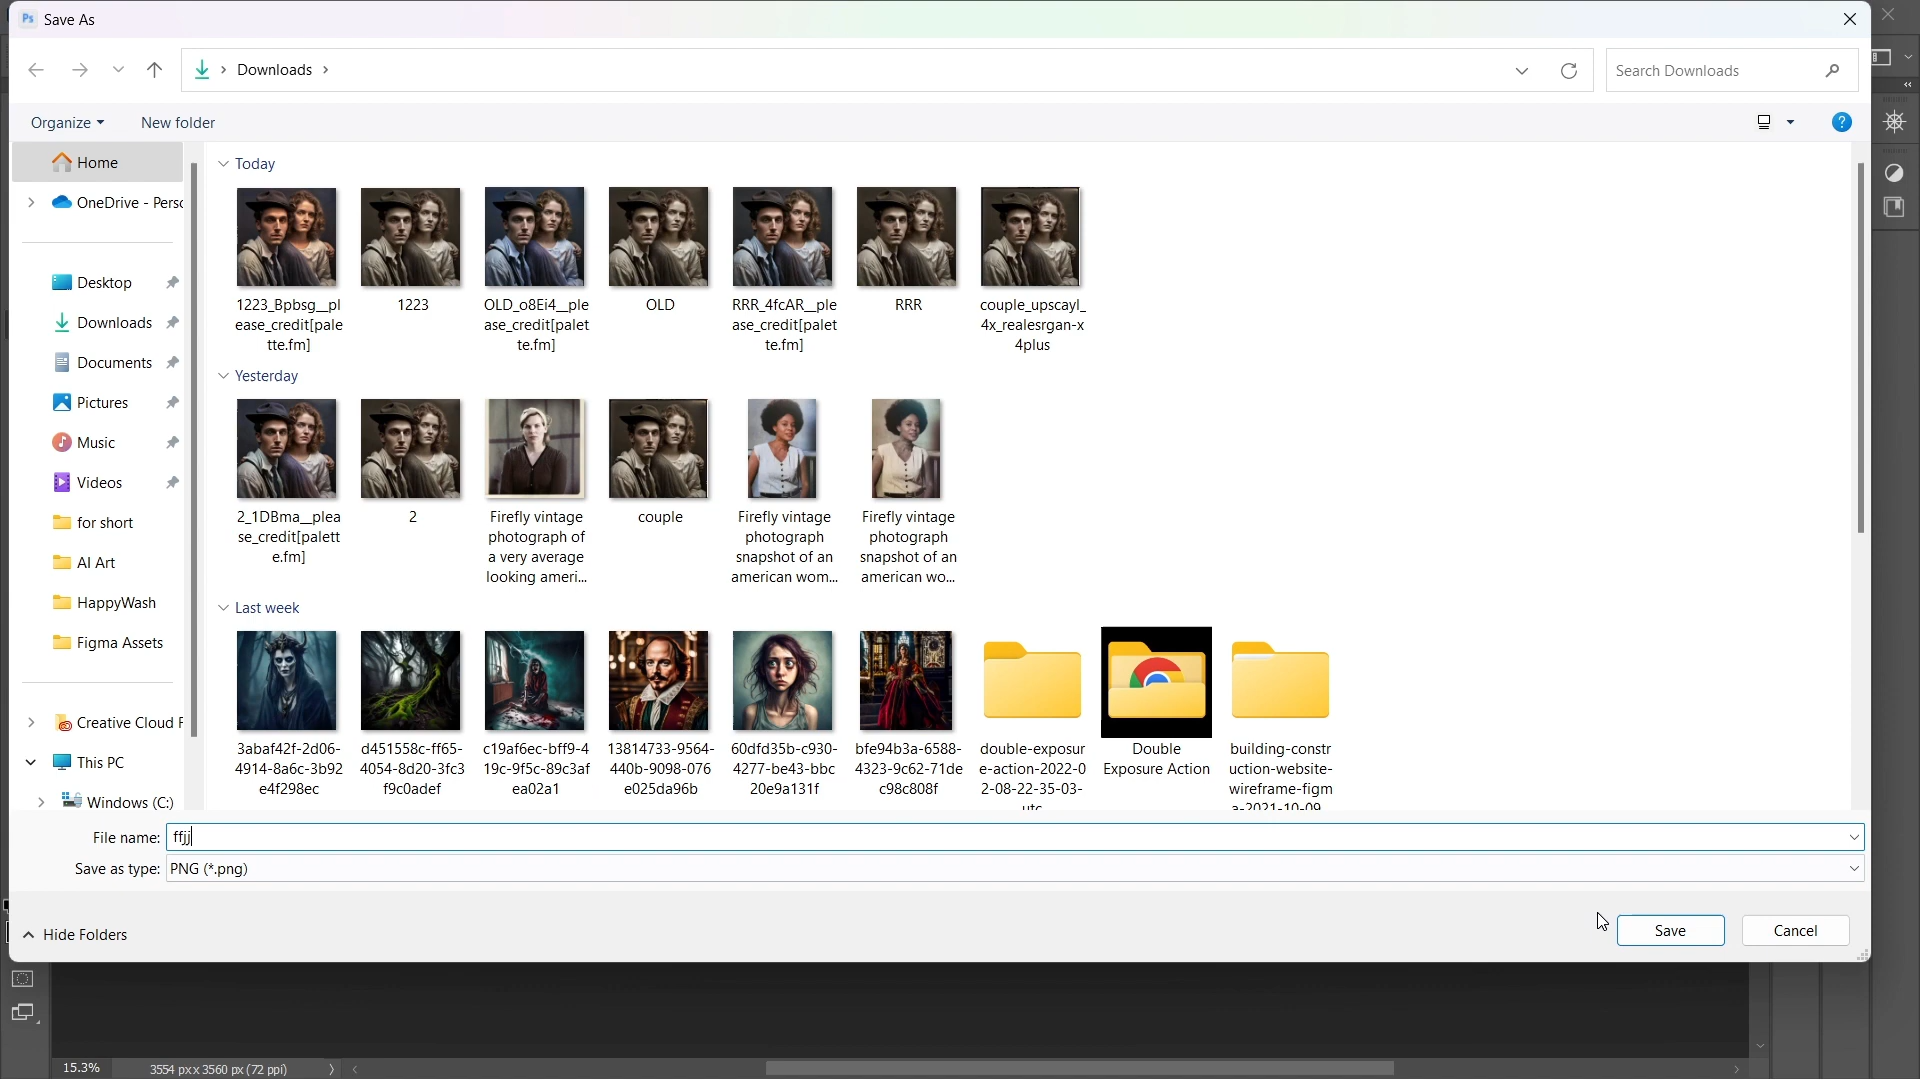 Ps Save As
Downloads
Search Downloads
Organize
New folder
?
Home
OneDrive - Perso
Desktop
Downloads
Documents
Pictures
Music
Videos
for short
AI Art
HappyWash
Figma Assets
Creative Cloud F
This PC
Windows (C:)
Today
1223_Bpbsg__pl
ease_credit[pale
tte.fm]
1223
OLD_o8Ei4__ple
ase_credit[palet
te.fm]
OLD
RRR_4fcAR__ple
ase_credit[palet
te.fm]
RRR
couple_upscayl_
4x_realesrgan-x
4plus
Yesterday
2_1DBma__plea
se_credit[palett
e.fm]
2
Firefly vintage
photograph of
a very average
looking ameri...
couple
Firefly vintage
photograph
snapshot of an
american wom...
Firefly vintage
photograph
snapshot of an
american wo...
Last week
3abaf42f-2d06-
4914-8a6c-3b92
e4f298ec
d451558c-ff65-
4054-8d20-3fc3
f9c0adef
c19af6ec-bff9-4
19c-9f5c-89c3af
ea02a1
13814733-9564-
440b-9098-076
e025da96b
60dfd35b-c930-
4277-be43-bbc
20e9a131f
bfe94b3a-6588-
4323-9c62-71de
c98c808f
double-exposur
e-action-2022-0
2-08-22-35-03-
utc
Double
Exposure Action
building-constr
uction-website-
wireframe-figm
a-2021-10-09
File name: ffjj
Save as type: PNG (*.png)
Hide Folders
Save
Cancel
15.3%
3554 px x 3560 px (72 ppi)